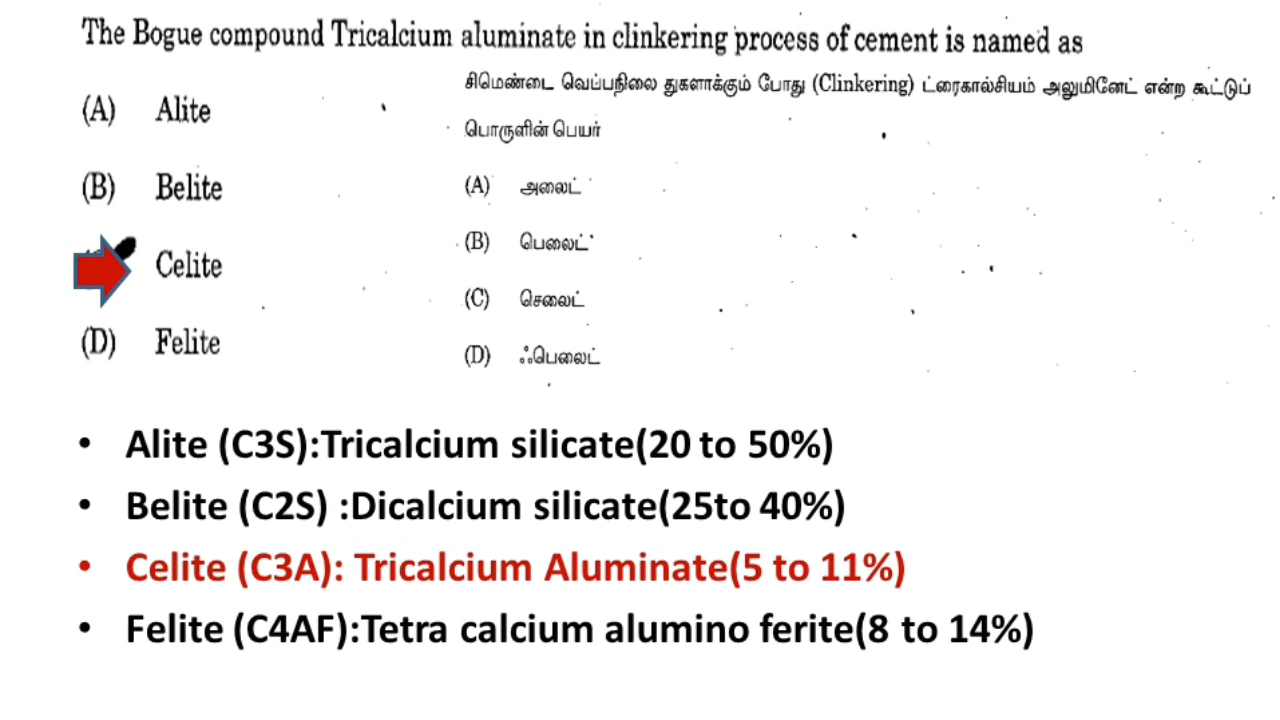 The Bogue compound Tricalcium aluminate in clinkering process of cement is named as
(A) Alite
(B) Belite
Celite
(D) Felite
சிமெண்டை வெப்பநிலை துகளாக்கும் போது (Clinkering) ட்ரைகால்சியம் அலுமினேட் என்ற கூட்டுப்
பொருளின் பெயர்
(A) அலைட்
(B) பெலைட்
(C) செலைட்
(D) ஃபெலைட்
• Alite (C3S):Tricalcium silicate(20 to 50%)
• Belite (C2S) :Dicalcium silicate(25to 40%)
• Celite (C3A): Tricalcium Aluminate(5 to 11%)
• Felite (C4AF):Tetra calcium alumino ferite(8 to 14%)